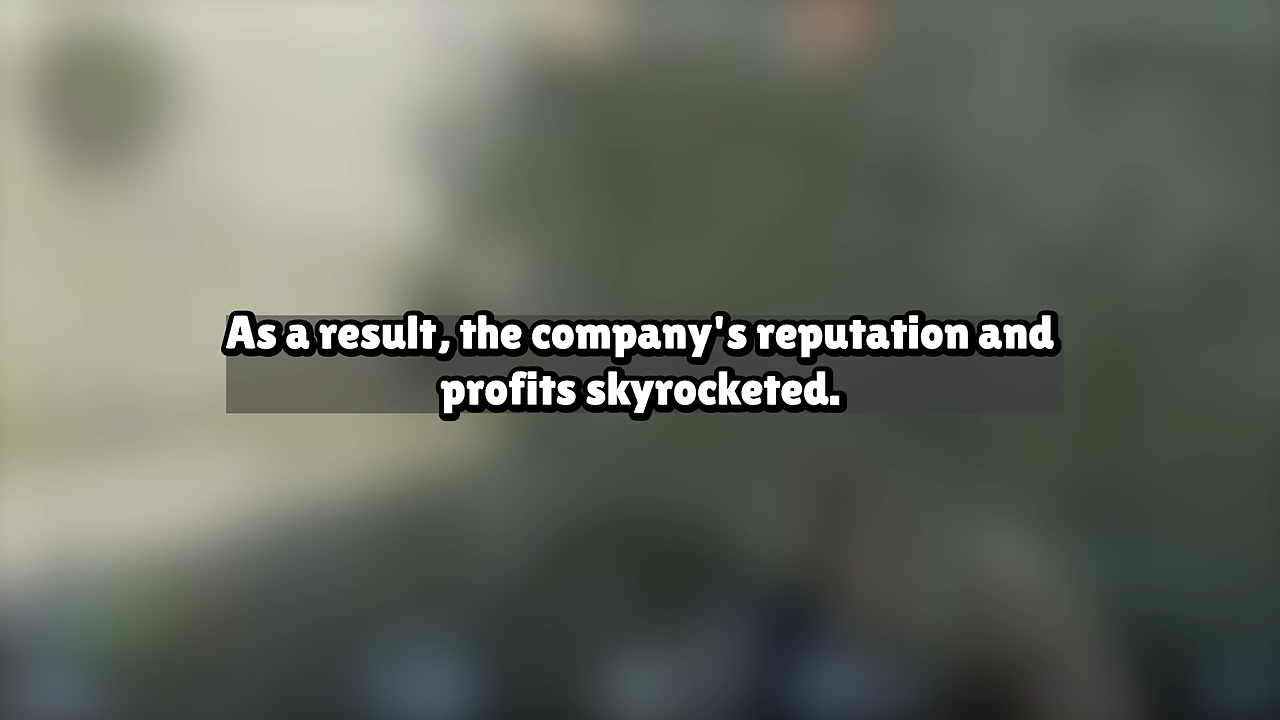 As a result, the company's reputation and
profits skyrocketed.